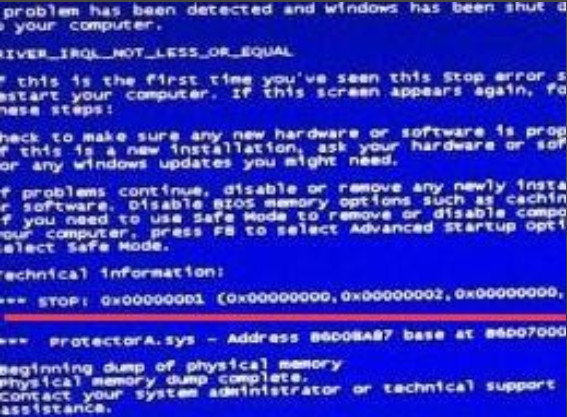 problem has been detected and windows has been shut d
your computer.
RIVER_IRQL_NOT_LESS_OR_EQUAL
f this is the first time you've seen this Stop error s
estart your computer. If this screen appears again, fo
hese steps:
heck to make sure any new hardware or software is prop
f this is a new installation, ask your hardware or sof
or any windows updates you might need.
f problems continue, disable or remove any newly insta
r software. Disable BIOS memory options such as cachin
f you need to use Safe Mode to remove or disable compo
our computer, press F8 to select Advanced Startup opti
elect Safe Mode.
echnical information:
*** STOP: 0x000000D1 (0x00000000,0x00000002,0x00000000,
*** ProtectorA.sys - Address B6D08AB7 base at B6D07000
Beginning dump of physical memory
Physical memory dump complete.
Contact your system administrator or technical support
assistance.